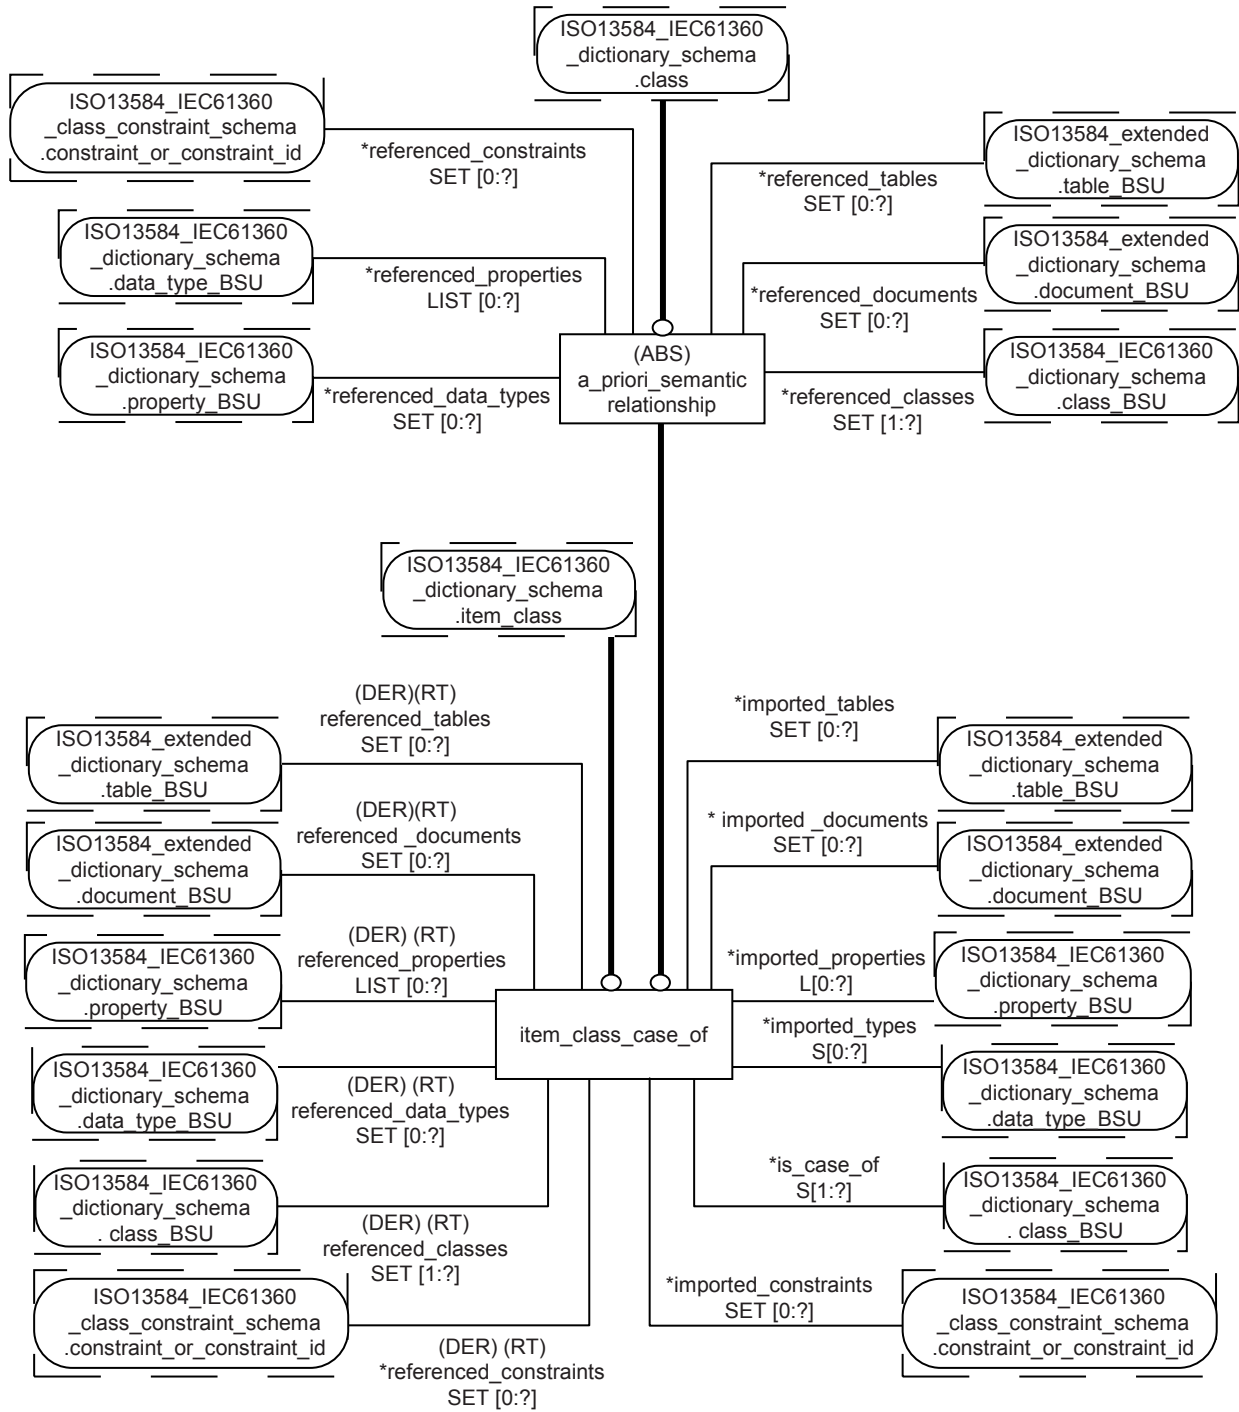 ISO13584_IEC61360
_dictionary_schema
.class
ISO13584_IEC61360
_class_constraint_schema
.constraint_or_constraint_id
*referenced_constraints
SET [0:?]
ISO13584_extended
_dictionary_schema
.table_BSU
*referenced_tables
SET [0:?]
ISO13584_IEC61360
_dictionary_schema
.data_type_BSU
*referenced_properties
LIST [0:?]
ISO13584_extended
_dictionary_schema
.document_BSU
*referenced_documents
SET [0:?]
ISO13584_IEC61360
_dictionary_schema
.property_BSU
*referenced_data_types
SET [0:?]
(ABS)
a_priori_semantic
relationship
*referenced_classes
SET [1:?]
ISO13584_IEC61360
_dictionary_schema
.class_BSU
ISO13584_IEC61360
_dictionary_schema
.item_class
(DER)(RT)
referenced_tables
SET [0:?]
ISO13584_extended
_dictionary_schema
.table_BSU
(DER)(RT)
referenced _documents
SET [0:?]
ISO13584_extended
_dictionary_schema
.document_BSU
(DER) (RT)
referenced_properties
LIST [0:?]
ISO13584_IEC61360
_dictionary_schema
.property_BSU
ISO13584_IEC61360
_dictionary_schema
.data_type_BSU
(DER) (RT)
referenced_data_types
SET [0:?]
ISO13584_IEC61360
_dictionary_schema
. class_BSU
(DER) (RT)
referenced_classes
SET [1:?]
ISO13584_IEC61360
_class_constraint_schema
.constraint_or_constraint_id
(DER) (RT)
*referenced_constraints
SET [0:?]
item_class_case_of
*imported_tables
SET [0:?]
ISO13584_extended
_dictionary_schema
.table_BSU
* imported _documents
SET [0:?]
ISO13584_extended
_dictionary_schema
.document_BSU
*imported_properties
L[0:?]
ISO13584_IEC61360
_dictionary_schema
.property_BSU
*imported_types
S[0:?]
ISO13584_IEC61360
_dictionary_schema
.data_type_BSU
*is_case_of
S[1:?]
ISO13584_IEC61360
_dictionary_schema
. class_BSU
*imported_constraints
SET [0:?]
ISO13584_IEC61360
_class_constraint_schema
.constraint_or_constraint_id